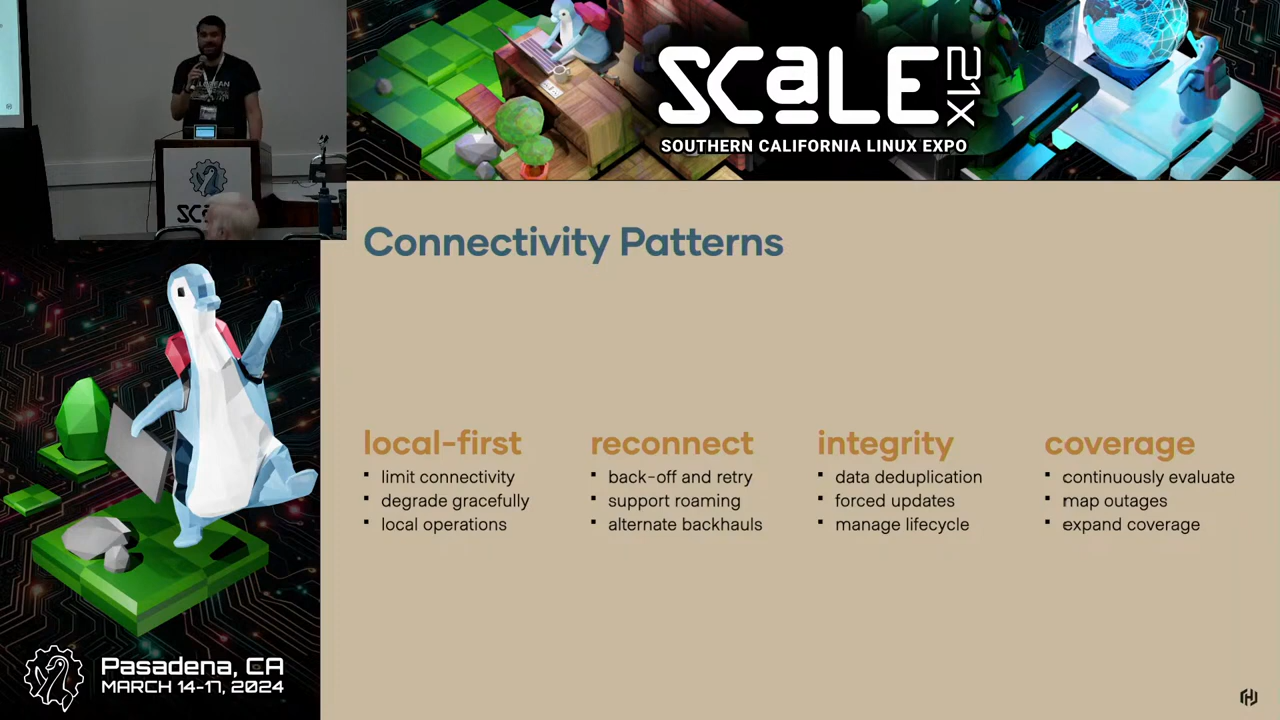 SCaLE 21X
SOUTHERN CALIFORNIA LINUX EXPO
Connectivity Patterns
local-first
▪ limit connectivity
▪ degrade gracefully
▪ local operations
reconnect
▪ back-off and retry
▪ support roaming
▪ alternate backhauls
integrity
▪ data deduplication
▪ forced updates
▪ manage lifecycle
coverage
▪ continuously evaluate
▪ map outages
▪ expand coverage
Pasadena, CA
MARCH 14-17, 2024